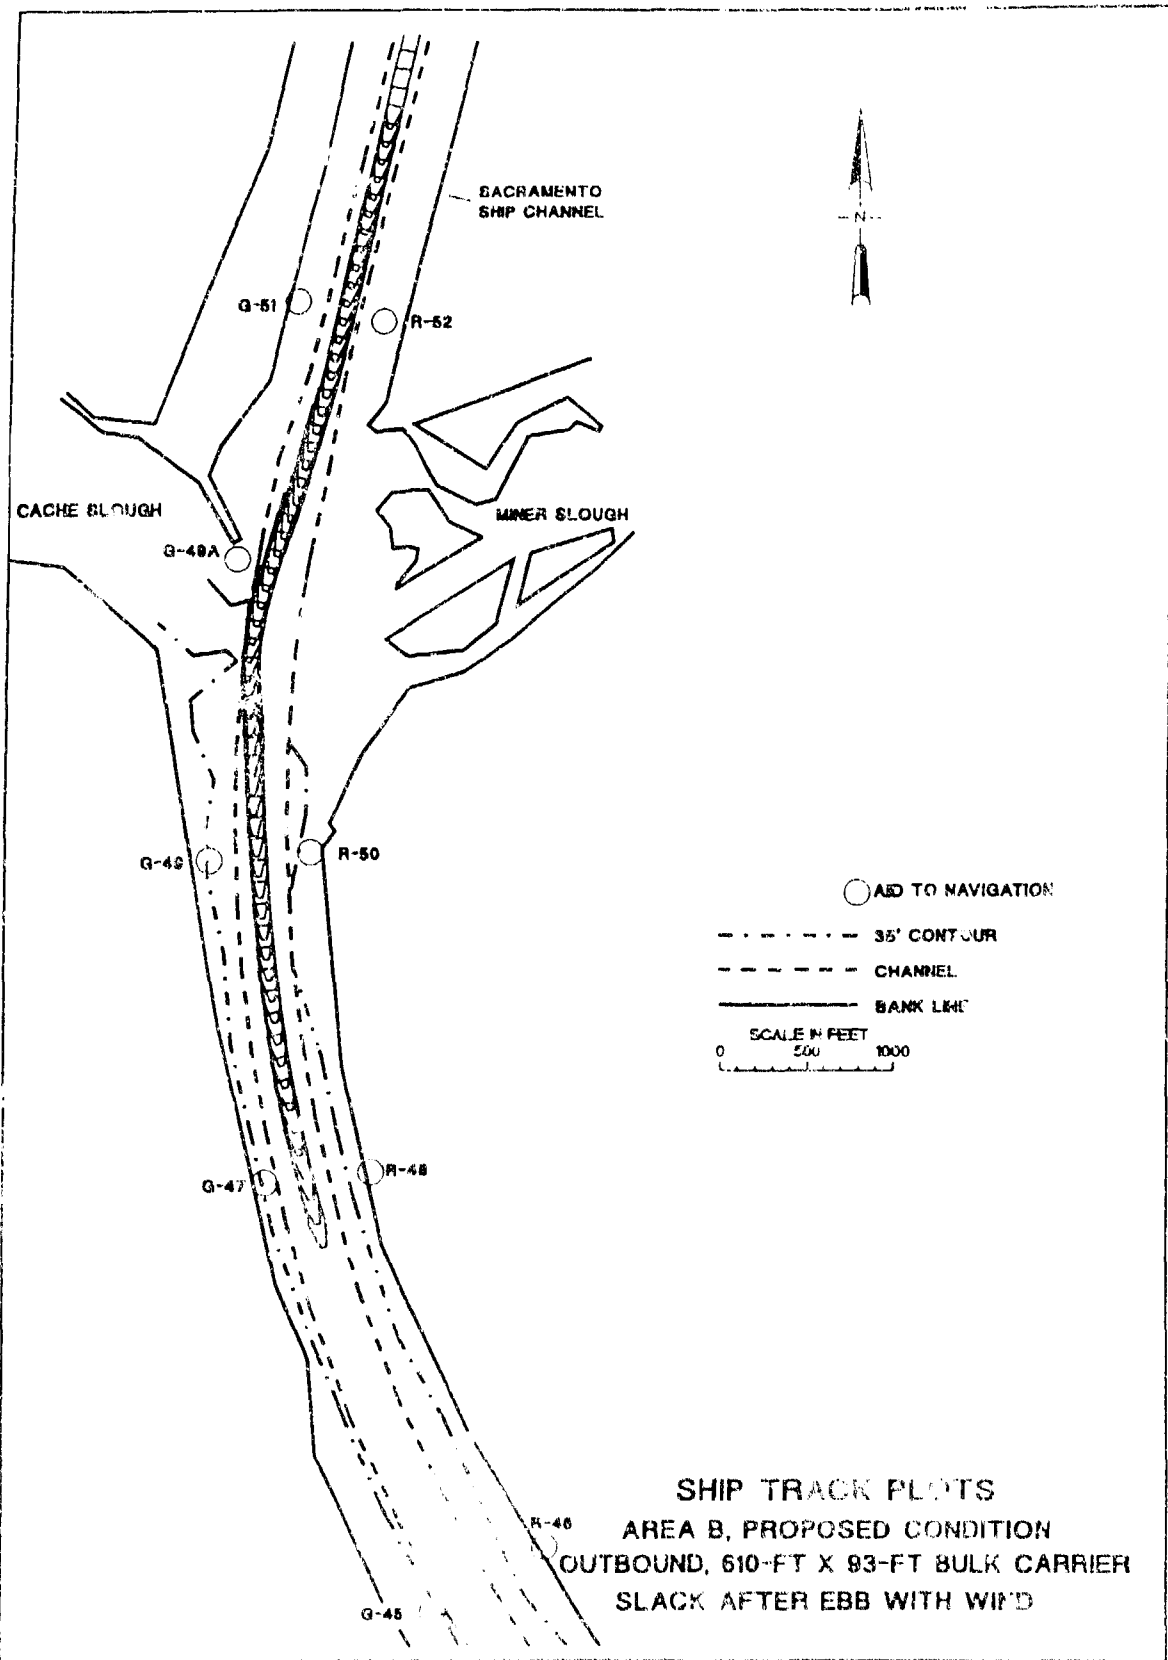 SACRAMENTO
SHIP CHANNEL
N
G-51
R-52
CACHE SLOUGH
MINER SLOUGH
G-49A
G-49
R-50
AID TO NAVIGATION
35' CONTOUR
CHANNEL
BANK LINE
SCALE IN FEET
0 500 1000
G-47
R-48
SHIP TRACK PLOTS
AREA B, PROPOSED CONDITION
R-46
OUTBOUND, 610-FT X 93-FT BULK CARRIER
SLACK AFTER EBB WITH WIND
G-45